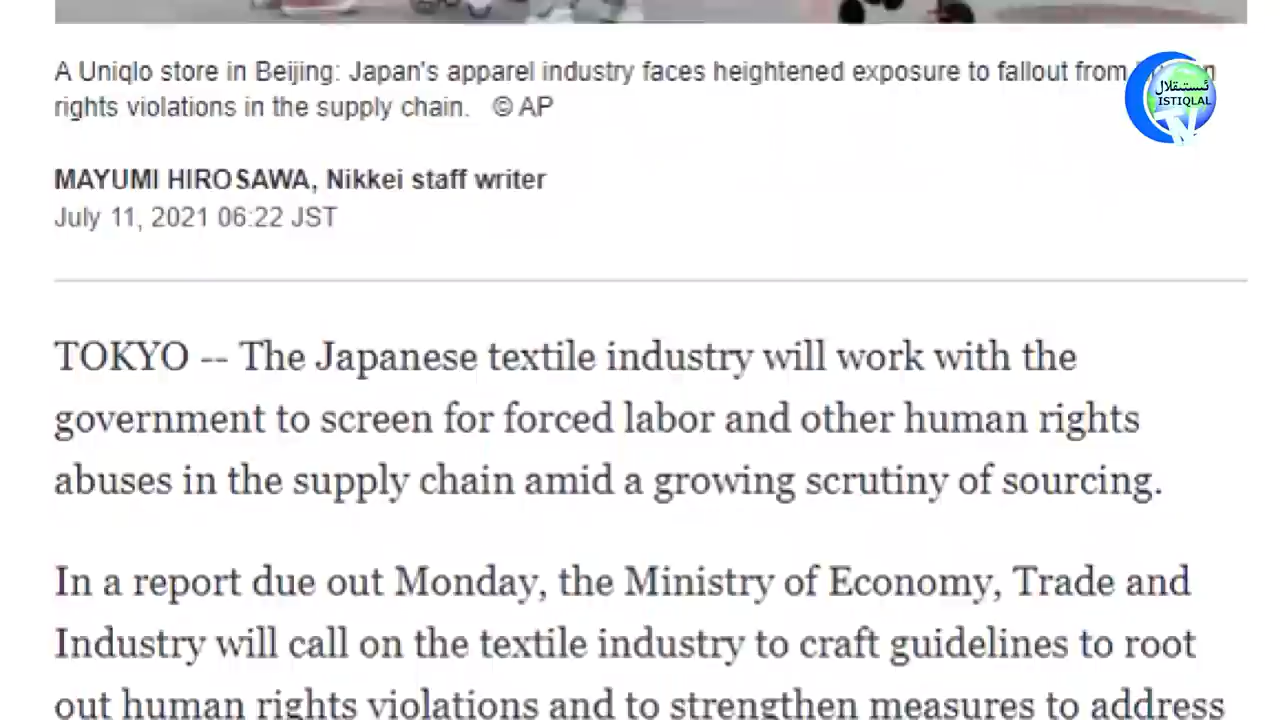 A Uniqlo store in Beijing: Japan's apparel industry faces heightened exposure to fallout from
rights violations in the supply chain. © AP
ئىستىقلال
ISTIQLAL
TV
MAYUMI HIROSAWA, Nikkei staff writer
July 11, 2021 06:22 JST
TOKYO -- The Japanese textile industry will work with the
government to screen for forced labor and other human rights
abuses in the supply chain amid a growing scrutiny of sourcing.
In a report due out Monday, the Ministry of Economy, Trade and
Industry will call on the textile industry to craft guidelines to root
out human rights violations and to strengthen measures to address